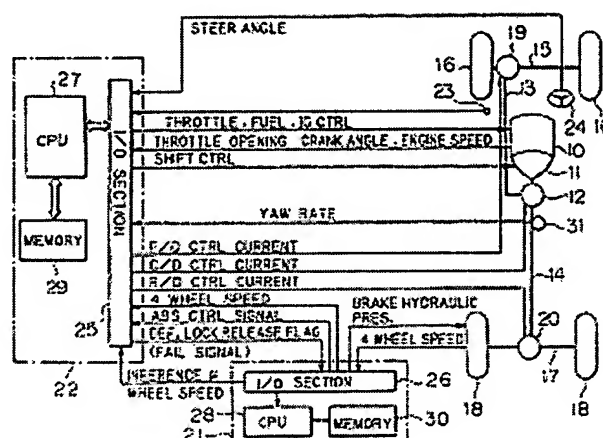 STEER ANGLE
19
15
16
13
16
27
23
24
CPU
I/O SECTION
THROTTLE . FUEL . IG CTRL
10
THROTTLE OPENING . CRANK ANGLE . ENGINE SPEED
11
SHIFT CTRL
12
MEMORY
29
YAW RATE
31
F/D CTRL CURRENT
C/D CTRL CURRENT
14
R/D CTRL CURRENT
4 WHEEL SPEED
BRAKE HYDRAULIC
PRES.
ABS CTRL SIGNAL
4 WHEEL SPEED
20
25
DEF. LOCK RELEASE FLAG
(FAIL SIGNAL)
17
22
INFERENCE μ
WHEEL SPEED
I/O SECTION
26
18
18
28
CPU
MEMORY
30
21